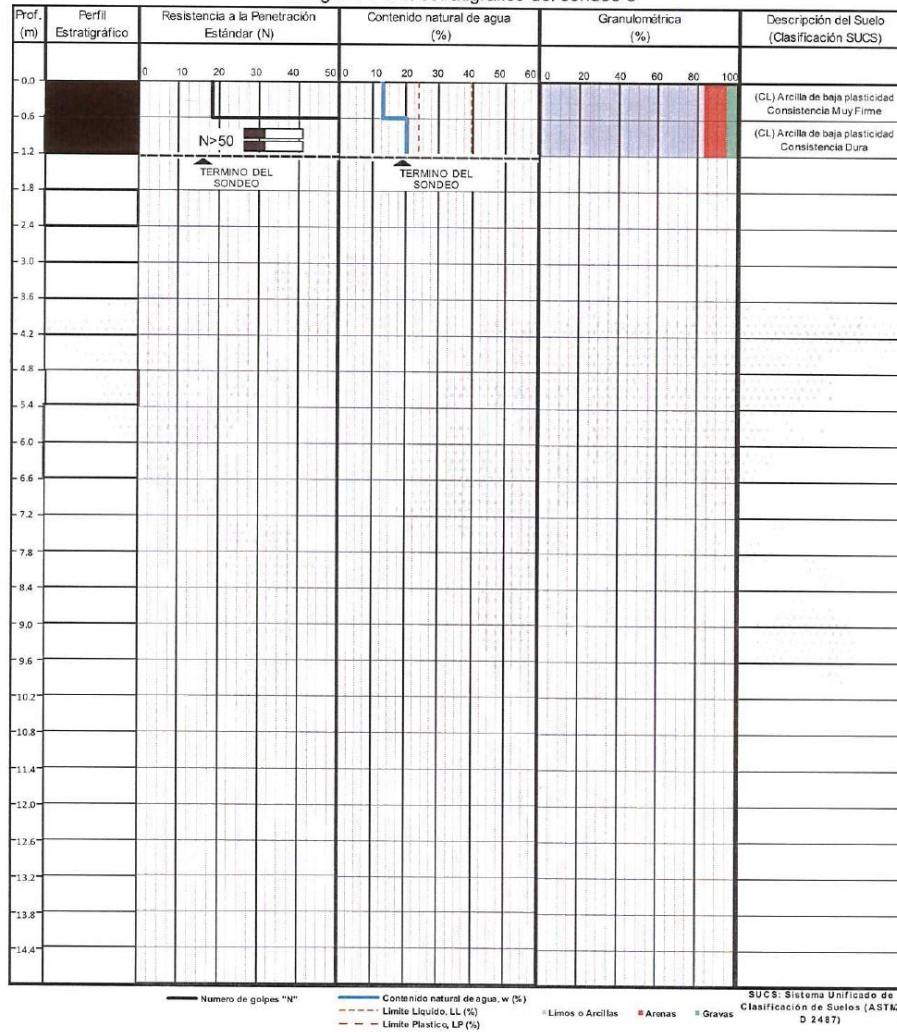 estratigráfico del sondeo
Prof. (m)
Perfil Estratigráfico
Resistencia a la Penetración Estándar (N)
Contenido natural de agua (%)
Granulométrica (%)
Descripción del Suelo (Clasificación SUCS)
0 10 20 30 40 50
0 10 20 30 40 50 60
0 20 40 60 80 100
0.0
0.6
1.2
1.8
2.4
3.0
3.6
4.2
4.8
5.4
6.0
6.6
7.2
7.8
8.4
9.0
9.6
10.2
10.8
11.4
12.0
12.6
13.2
13.8
14.4
N>50
TERMINO DEL
SONDEO
TERMINO DEL
SONDEO
(CL) Arcilla de baja plasticidad
Consistencia Muy Firme
(CL) Arcilla de baja plasticidad
Consistencia Dura
Numero de golpes "N"
Contenido natural de agua, w (%)
Limite Liquido, LL (%)
Limite Plastico, LP (%)
Limos o Arcillas
Arenas
Gravas
SUCS: Sistema Unificado de
Clasificación de Suelos (ASTM
D 2487)